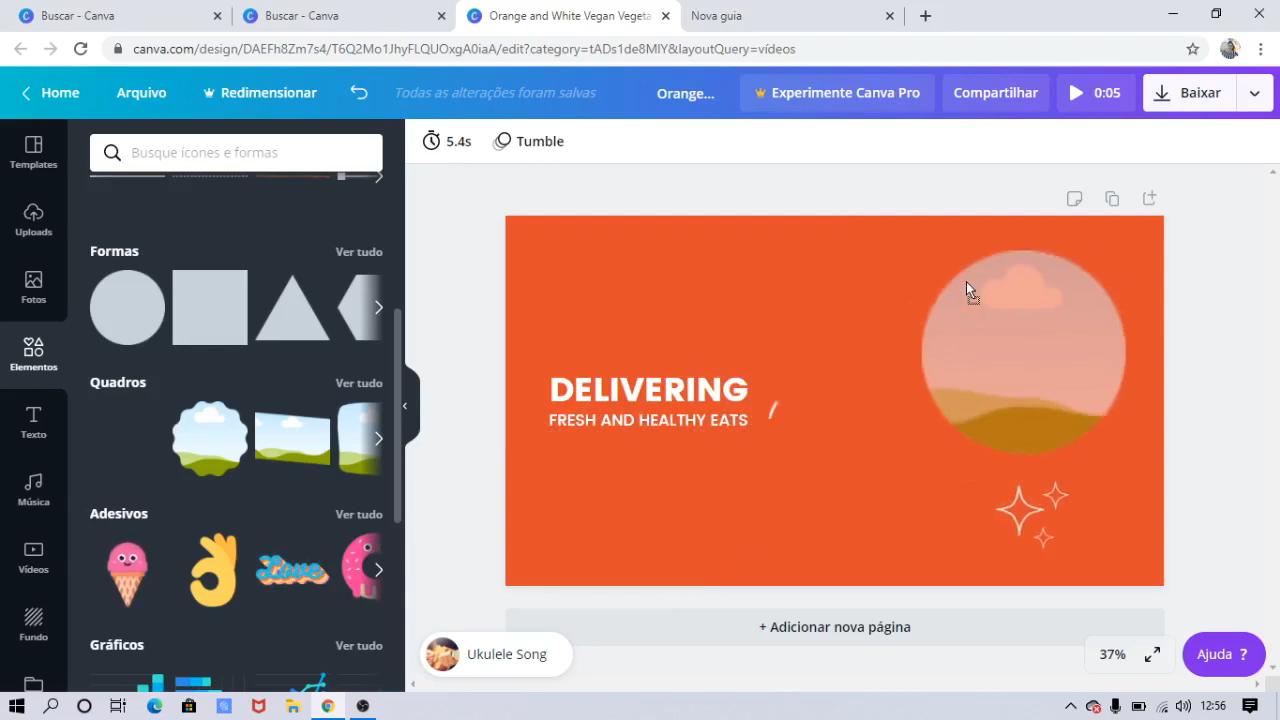 Buscar - Canva
Buscar - Canva
Orange and White Vegan Vegeta
Nova guia
canva.com/design/DAEFh8Zm7s4/T6Q2Mo1JhyFLQUOxgA0iaA/edit?category=tADs1de8MlY&layoutQuery=vídeos
Home
Arquivo
Redimensionar
Todas as alterações foram salvas
Orange...
Experimente Canva Pro
Compartilhar
0:05
Baixar
Templates
Uploads
Fotos
Elementos
Texto
Música
Vídeos
Fundo
Busque ícones e formas
Formas
Ver tudo
Quadros
Ver tudo
Adesivos
Ver tudo
Love
Gráficos
Ver tudo
5.4s
Tumble
DELIVERING
FRESH AND HEALTHY EATS
+ Adicionar nova página
Ukulele Song
37%
Ajuda ?
12:56